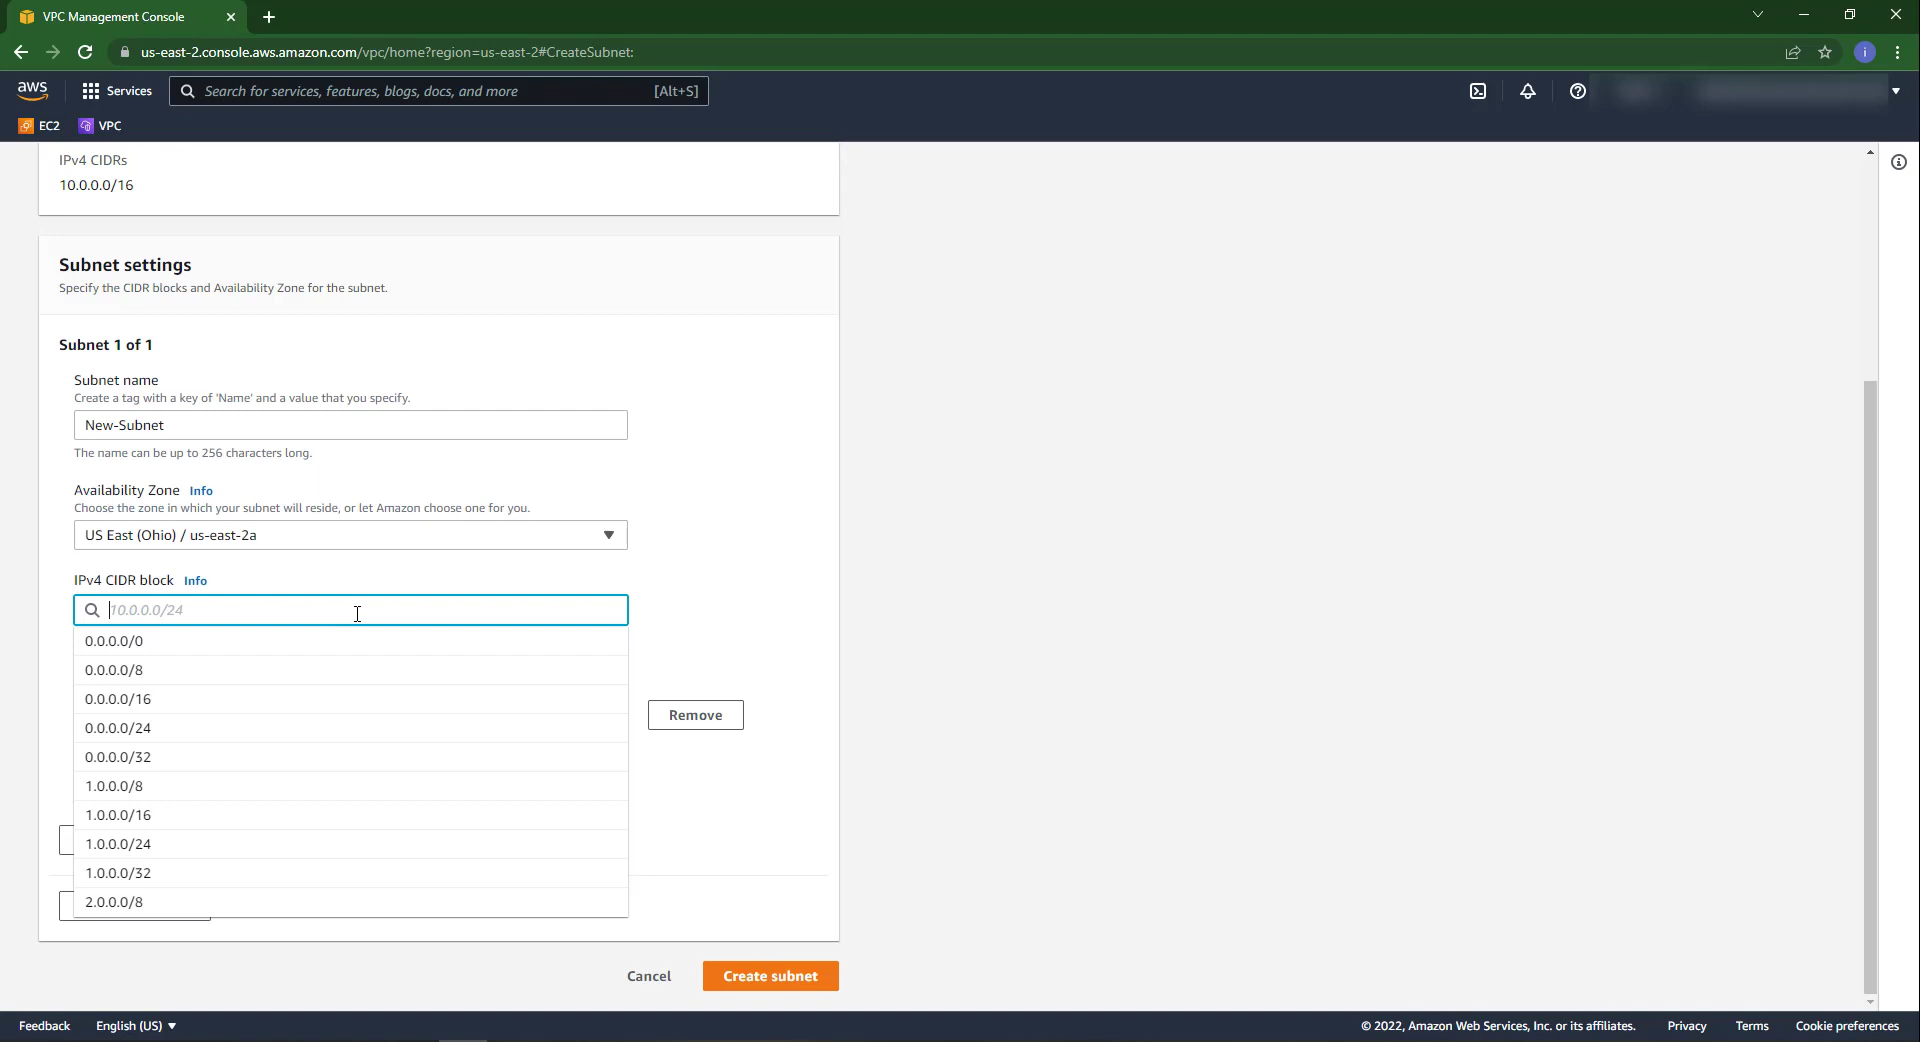 VPC Management Console
us-east-2.console.aws.amazon.com/vpc/home?region=us-east-2#CreateSubnet:
i
aws
Services
Search for services, features, blogs, docs, and more
[Alt+S]
EC2
VPC
IPv4 CIDRs
10.0.0.0/16
Subnet settings
Specify the CIDR blocks and Availability Zone for the subnet.
Subnet 1 of 1
Subnet name
Create a tag with a key of 'Name' and a value that you specify.
New-Subnet
The name can be up to 256 characters long.
Availability Zone Info
Choose the zone in which your subnet will reside, or let Amazon choose one for you.
US East (Ohio) / us-east-2a
IPv4 CIDR block Info
10.0.0.0/24
0.0.0.0/0
0.0.0.0/8
0.0.0.0/16
Remove
0.0.0.0/24
0.0.0.0/32
1.0.0.0/8
1.0.0.0/16
1.0.0.0/24
1.0.0.0/32
2.0.0.0/8
Cancel
Create subnet
Feedback
English (US)
© 2022, Amazon Web Services, Inc. or its affiliates.
Privacy
Terms
Cookie preferences